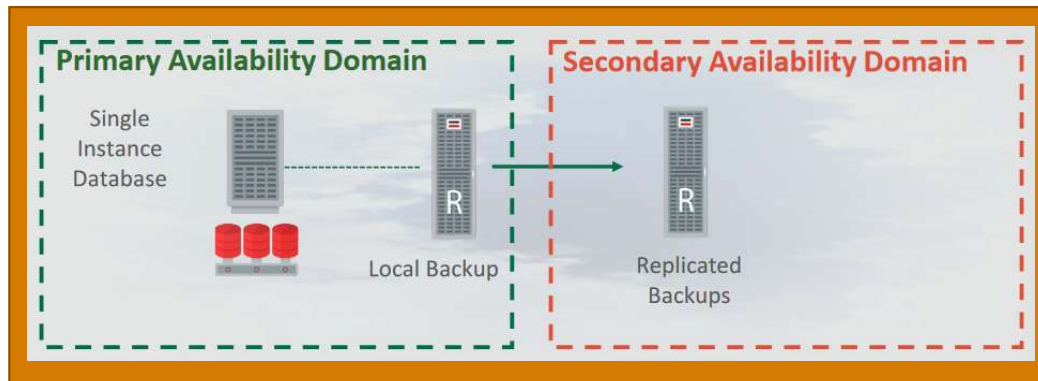 Primary Availability Domain
Single
Instance
Database
R
Local Backup
Secondary Availability Domain
R
Replicated
Backups